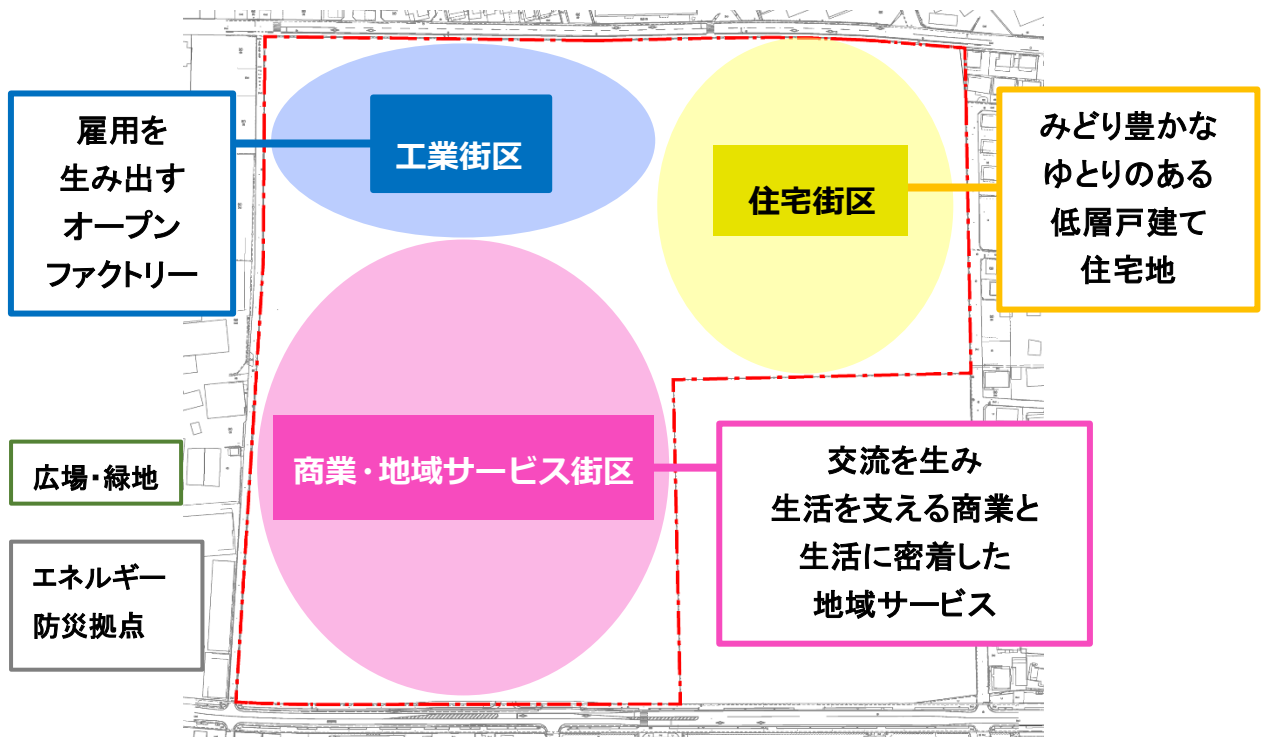 雇用を
生み出す
オープン
ファクトリー
工業街区
住宅街区
みどり豊かな
ゆとりのある
低層戸建て
住宅地
商業・地域サービス街区
交流を生み
生活を支える商業と
生活に密着した
地域サービス
広場・緑地
エネルギー
防災拠点